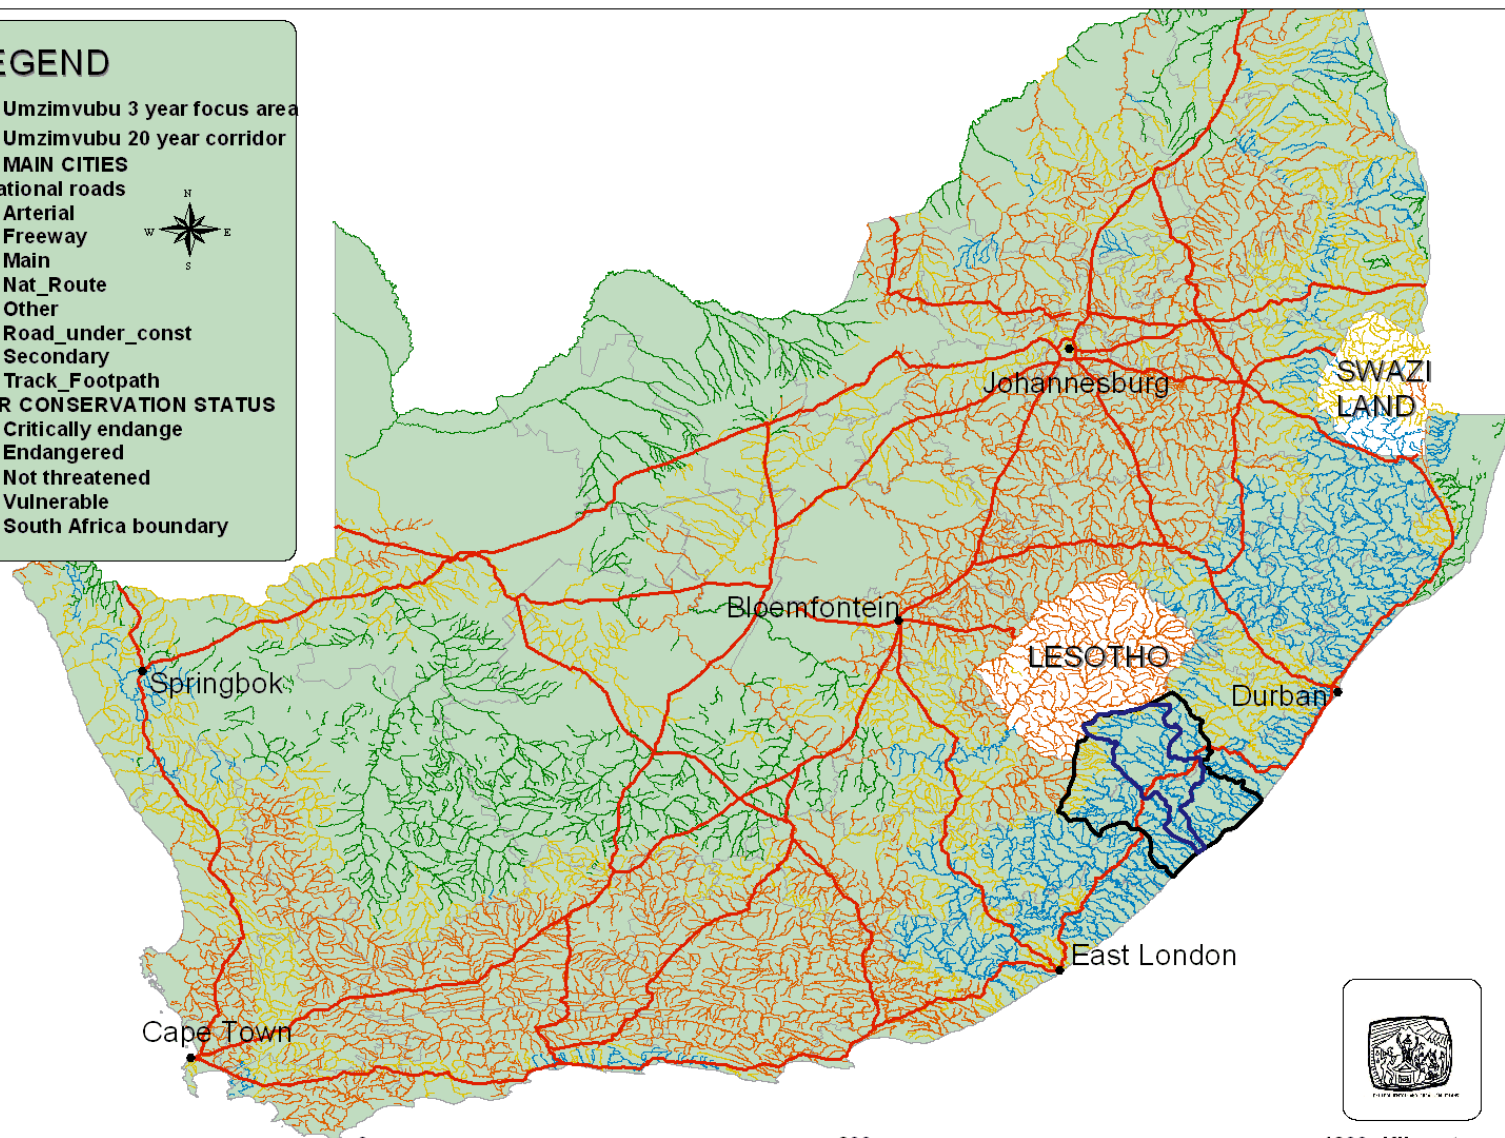 EGEND
Umzimvubu 3 year focus area
Umzimvubu 20 year corridor
MAIN CITIES
ational roads
Arterial
Freeway
Main
Nat_Route
Other
Road_under_const
Secondary
Track_Footpath
R CONSERVATION STATUS
Critically endange
Endangered
Not threatened
Vulnerable
South Africa boundary
N
W
E
S
Johannesburg
SWAZI
LAND
Bloemfontein
LESOTHO
Springbok
Durban
East London
Cape Town